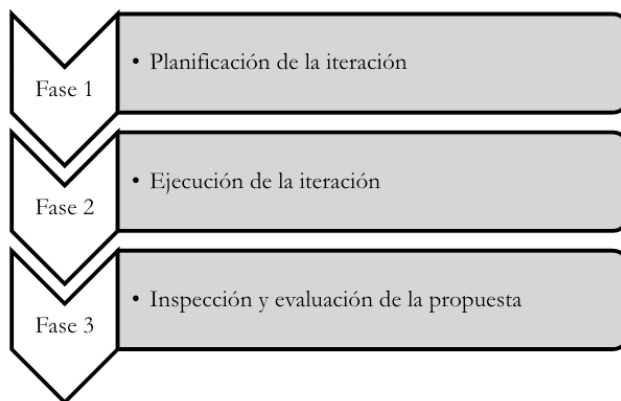 Fase 1
• Planificación de la iteración
Fase 2
• Ejecución de la iteración
Fase 3
• Inspección y evaluación de la propuesta